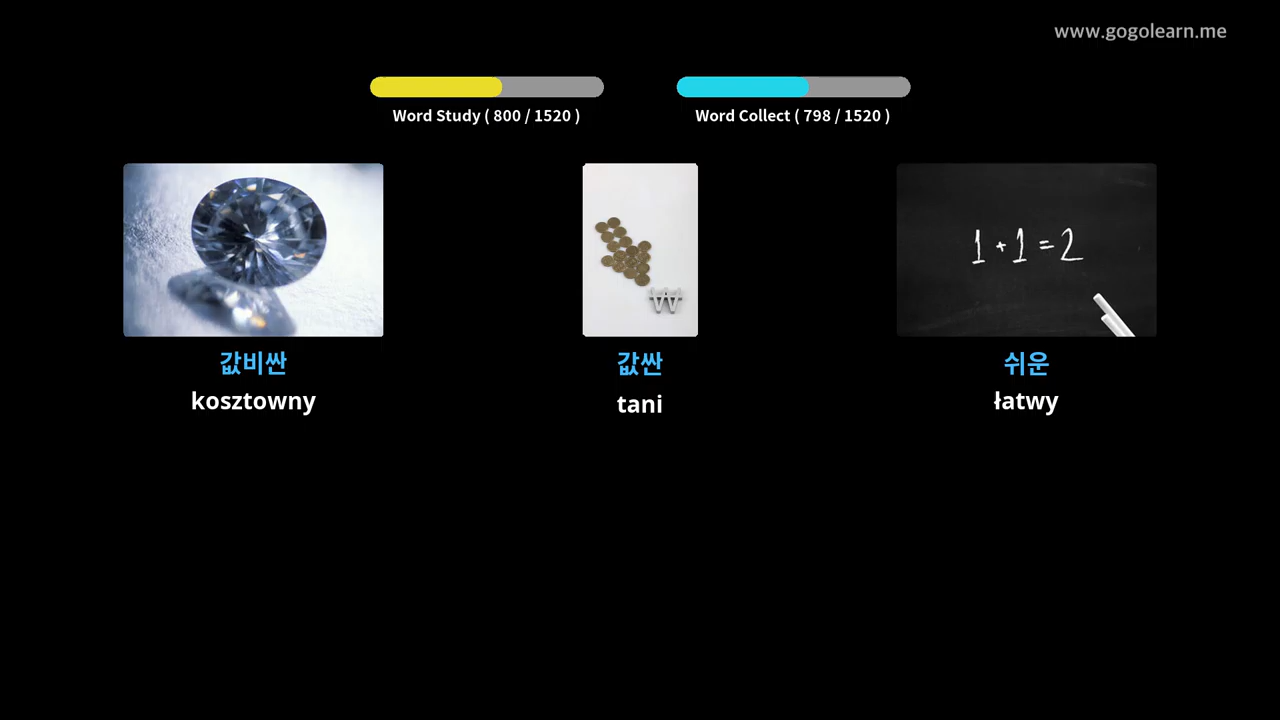 www.gogolearn.me
Word Study ( 800 / 1520 )
Word Collect ( 798 / 1520 )
1 + 1 = 2
₩
값비싼
kosztowny
값싼
tani
쉬운
łatwy